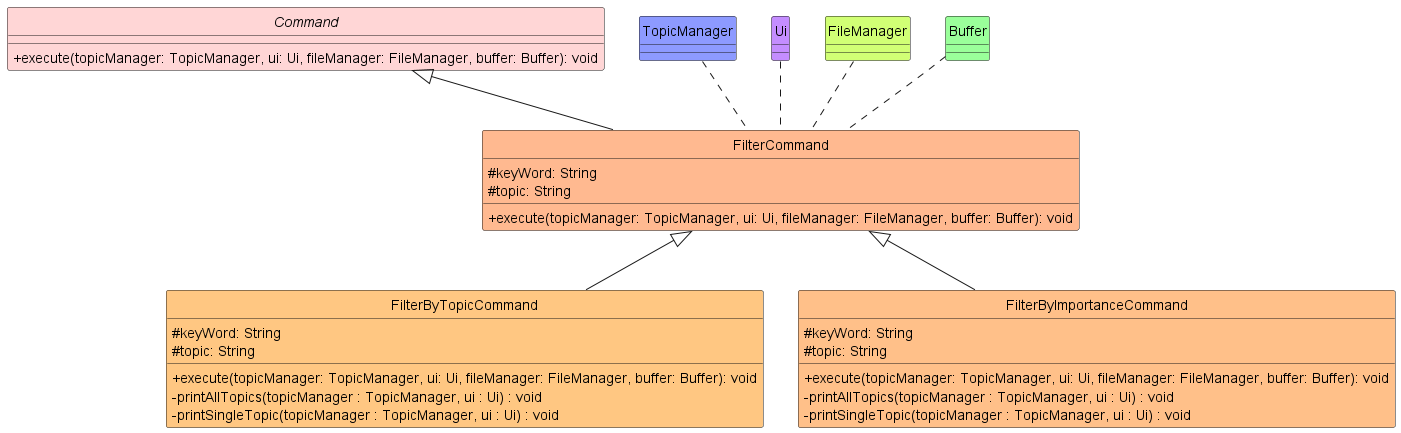 Command
+execute(topicManager: TopicManager, ui: Ui, fileManager: FileManager, buffer: Buffer): void
TopicManager
Ui
FileManager
Buffer
FilterCommand
#keyWord: String
#topic: String
+execute(topicManager: TopicManager, ui: Ui, fileManager: FileManager, buffer: Buffer): void
FilterByTopicCommand
#keyWord: String
#topic: String
+execute(topicManager: TopicManager, ui: Ui, fileManager: FileManager, buffer: Buffer): void
-printAllTopics(topicManager : TopicManager, ui : Ui) : void
-printSingleTopic(topicManager : TopicManager, ui : Ui) : void
FilterByImportanceCommand
#keyWord: String
#topic: String
+execute(topicManager: TopicManager, ui: Ui, fileManager: FileManager, buffer: Buffer): void
-printAllTopics(topicManager : TopicManager, ui : Ui) : void
-printSingleTopic(topicManager : TopicManager, ui : Ui) : void